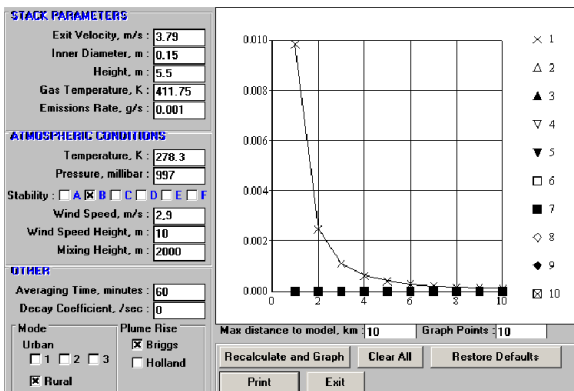 STACK PARAMETERS
Exit Velocity, m/s : 3.79
Inner Diameter, m : 0.15
Height, m : 5.5
Gas Temperature, K : 411.75
Emissions Rate, g/s : 0.001
ATMOSPHERIC CONDITIONS
Temperature, K : 278.3
Pressure, millibar : 997
Stability : A B C D E F
Wind Speed, m/s : 2.9
Wind Speed Height, m : 10
Mixing Height, m : 2000
OTHER
Averaging Time, minutes : 60
Decay Coefficient, /sec : 0
Mode
Urban
1 2 3
Rural
Plume Rise
Briggs
Holland
0.010
0.008
0.006
0.004
0.002
0.000
0 2 4 6 8 10
1
2
3
4
5
6
7
8
9
10
Max distance to model, km : 10 Graph Points : 10
Recalculate and Graph Clear All Restore Defaults
Print Exit